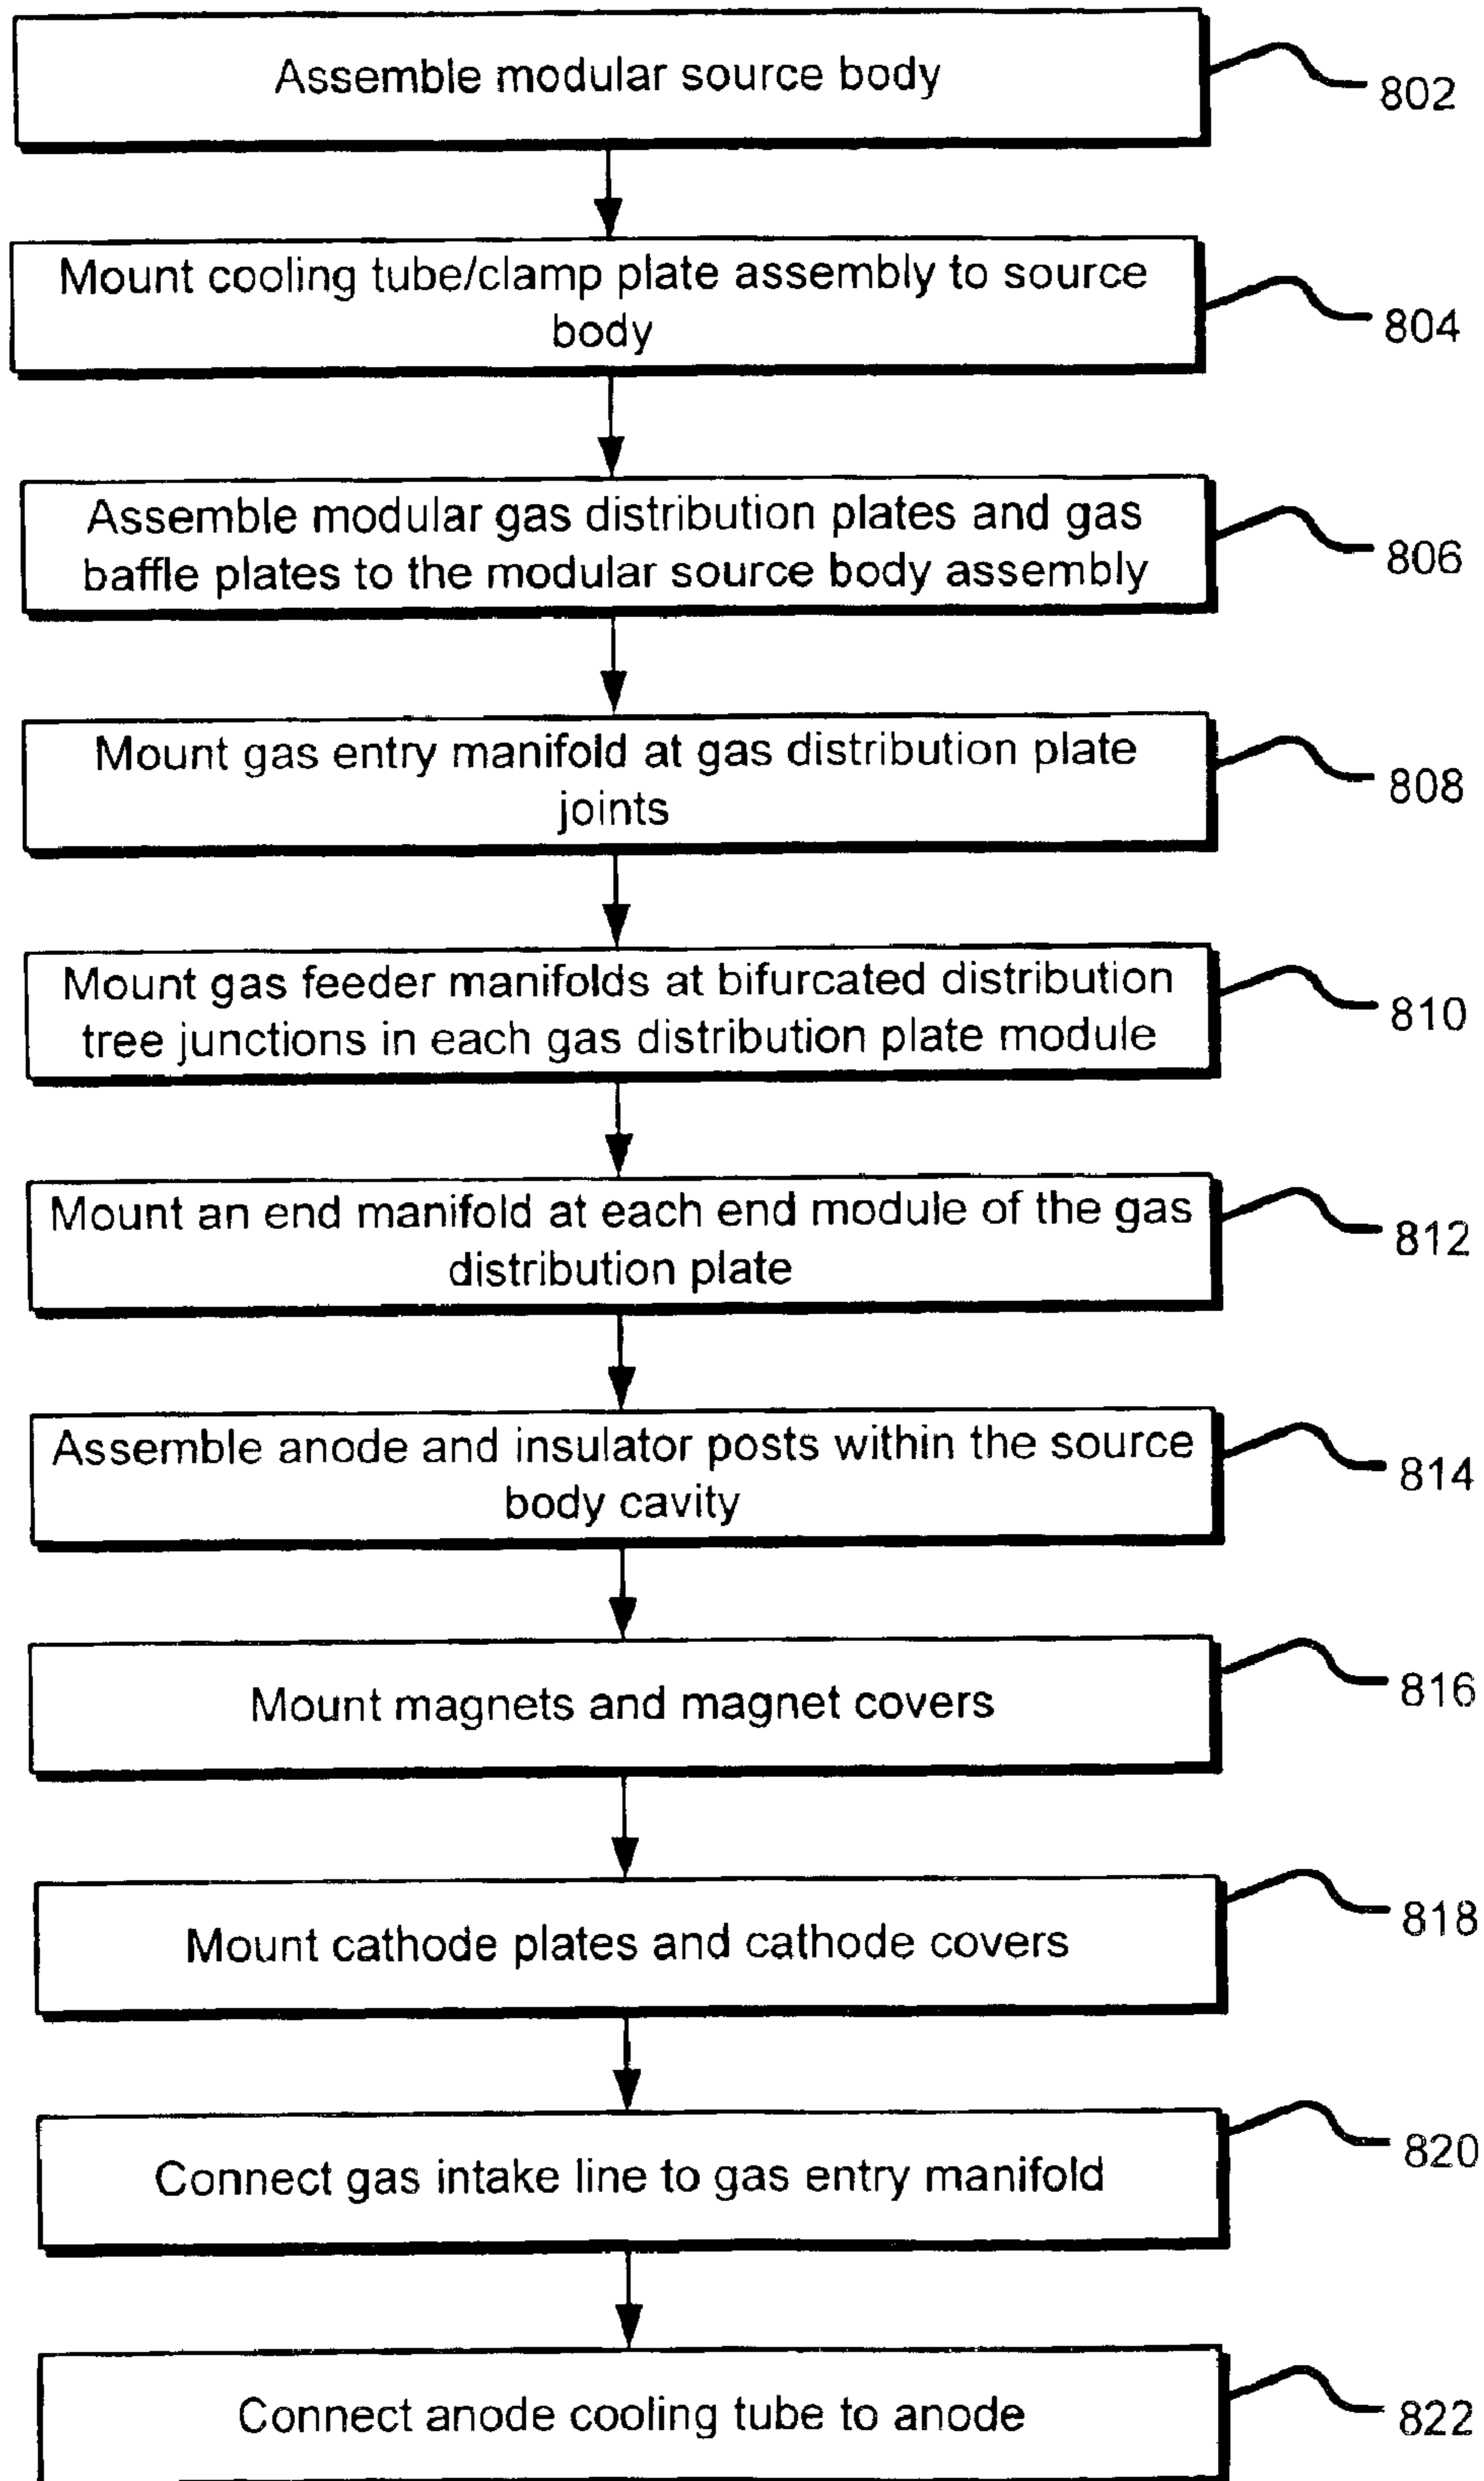 Assemble modular source body
802
Mount cooling tube/clamp plate assembly to source
body
804
Assemble modular gas distribution plates and gas
baffle plates to the modular source body assembly
806
Mount gas entry manifold at gas distribution plate
joints
808
Mount gas feeder manifolds at bifurcated distribution
tree junctions in each gas distribution plate module
810
Mount an end manifold at each end module of the gas
distribution plate
812
Assemble anode and insulator posts within the source
body cavity
814
Mount magnets and magnet covers
816
Mount cathode plates and cathode covers
818
Connect gas intake line to gas entry manifold
820
Connect anode cooling tube to anode
822